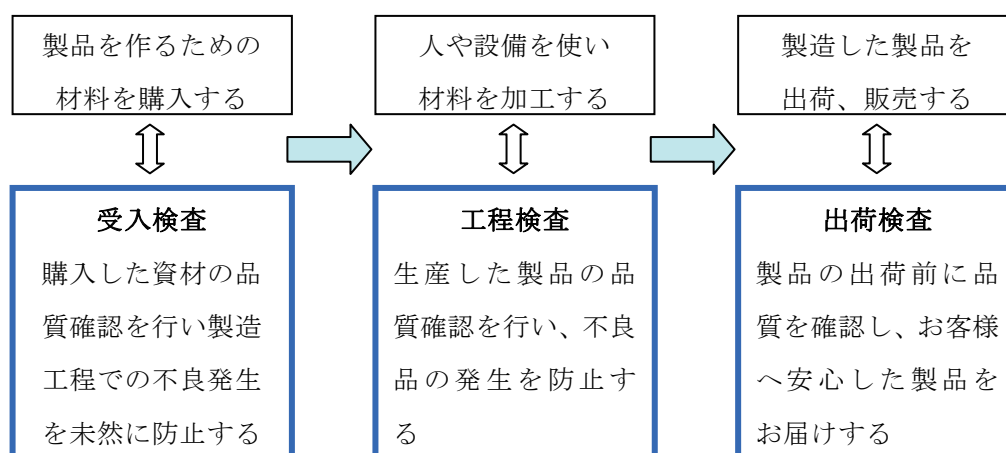 製品を作るための
材料を購入する
人や設備を使い
材料を加工する
製造した製品を
出荷、販売する
受入検査
購入した資材の品
質確認を行い製造
工程での不良発生
を未然に防止する
工程検査
生産した製品の品
質確認を行い、不良
品の発生を防止す
る
出荷検査
製品の出荷前に品
質を確認し、お客様
へ安心した製品を
お届けする